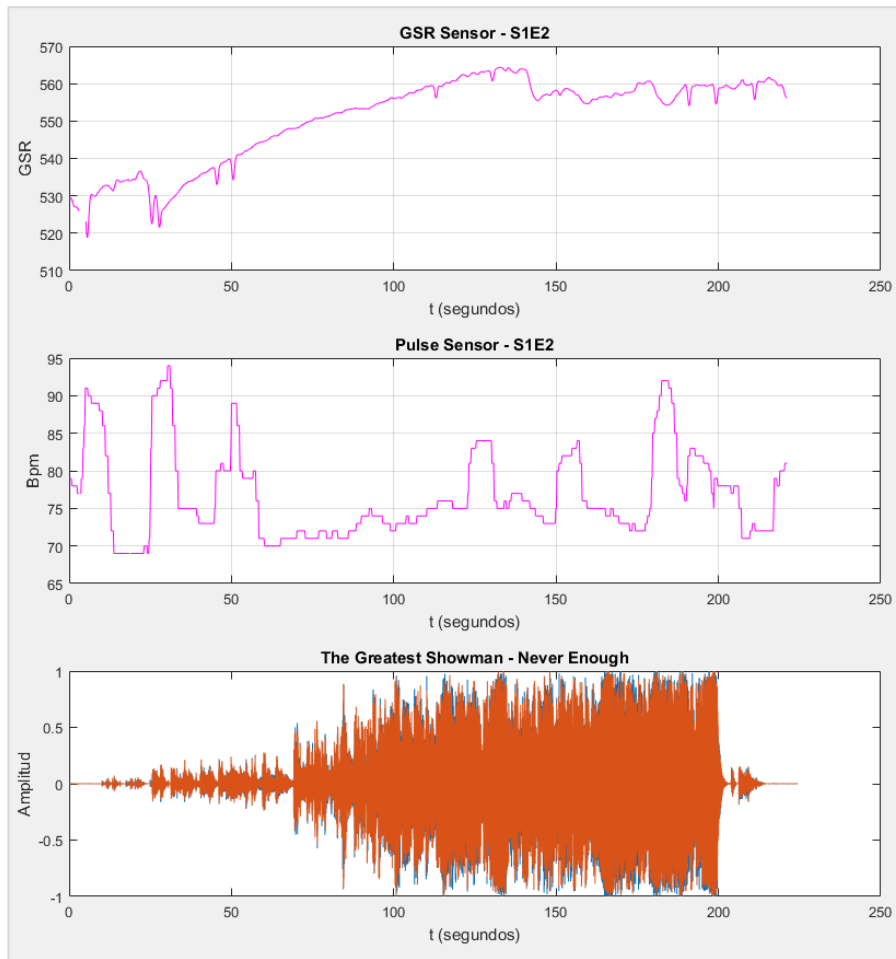 GSR Sensor - S1E2
570
560
550
540
530
520
510
GSR
0 50 100 150 200 250
t (segundos)
Pulse Sensor - S1E2
95
90
85
80
75
70
65
Bpm
0 50 100 150 200 250
t (segundos)
The Greatest Showman - Never Enough
1
0.5
0
-0.5
-1
Amplitud
0 50 100 150 200 250
t (segundos)